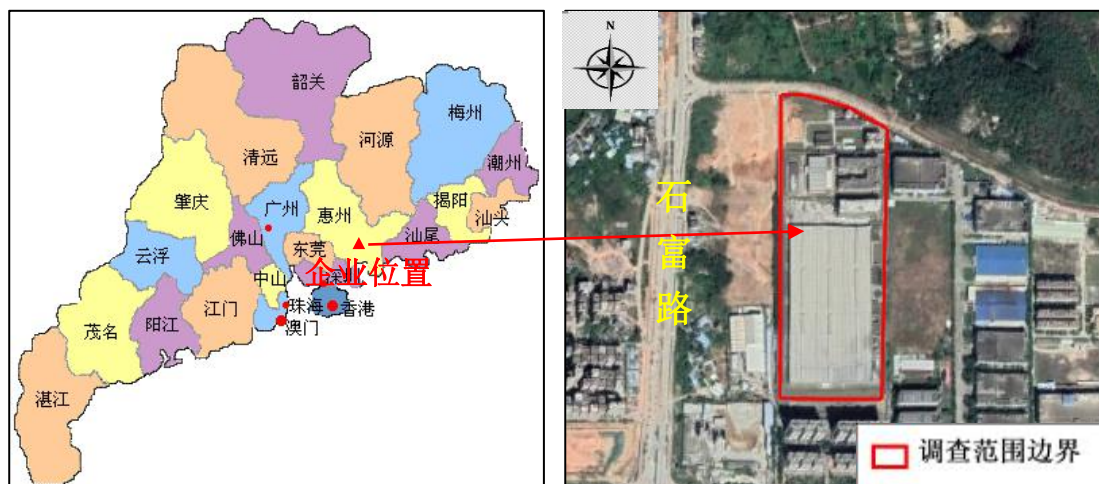 韶关
梅州
河源
清远
潮州
肇庆
揭阳
广州
惠州
汕头
佛山
汕尾
东莞
云浮
深圳
企业位置
中山
江门
珠海
香港
阳江
澳门
茂名
湛江
N
石
富
路
调查范围边界